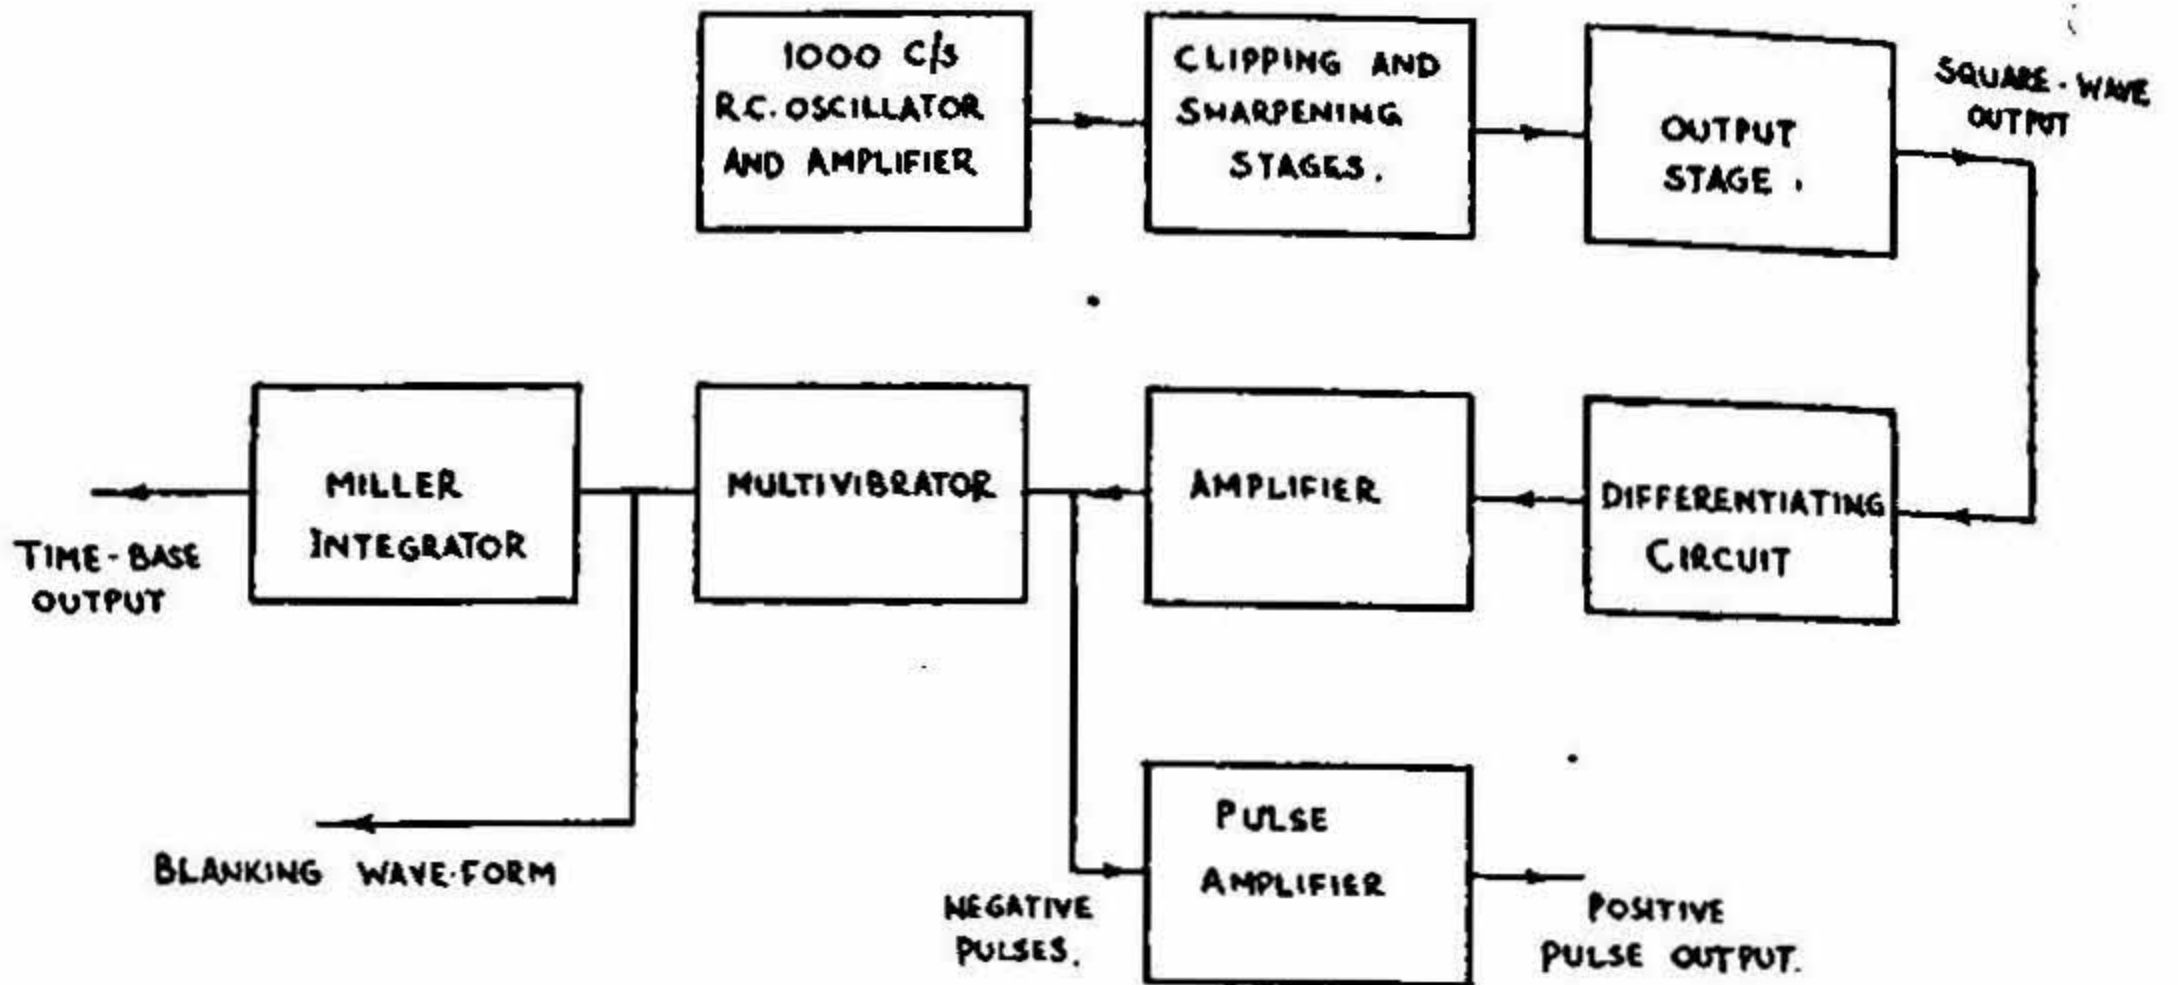 1000 C/S
R.C. OSCILLATOR
AND AMPLIFIER
CLIPPING AND
SHARPENING
STAGES.
OUTPUT
STAGE.
SQUARE-WAVE
OUTPUT
TIME-BASE
OUTPUT
MILLER
INTEGRATOR
MULTIVIBRATOR
AMPLIFIER
DIFFERENTIATING
CIRCUIT
BLANKING WAVE-FORM
NEGATIVE
PULSES.
PULSE
AMPLIFIER
POSITIVE
PULSE OUTPUT.